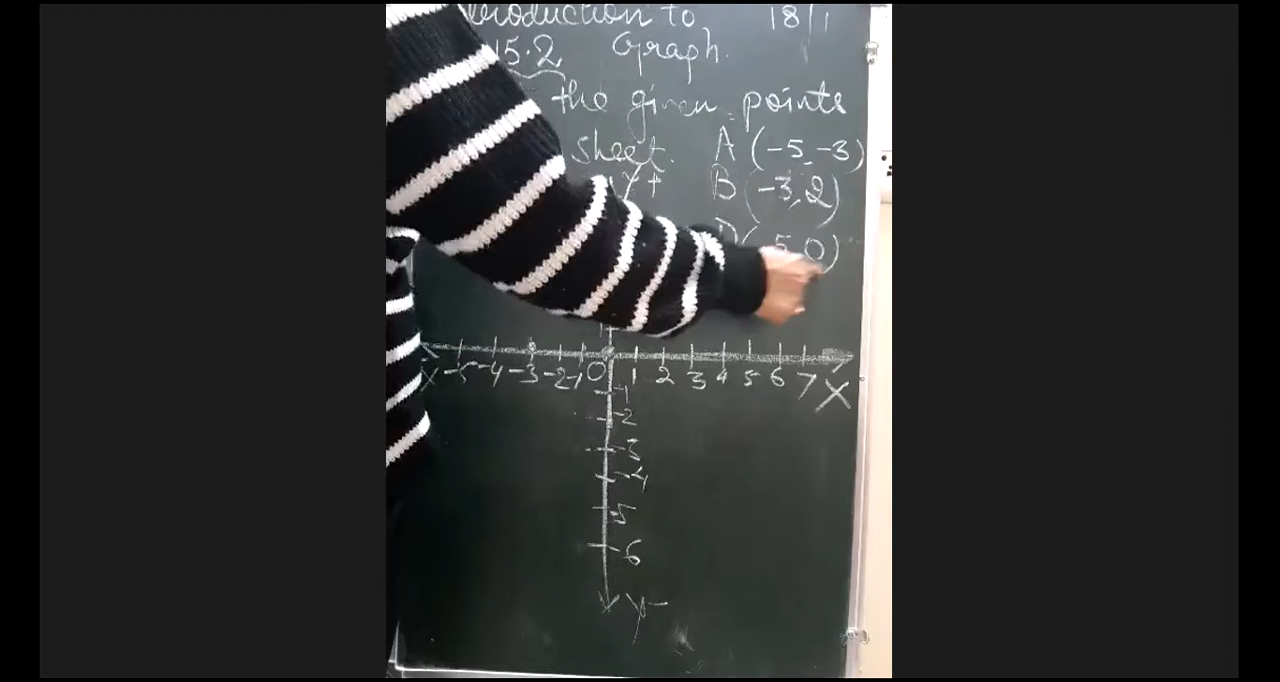 roduction to 18/1
15.2 Graph.
the given points
sheet. A (-5,-3)
Y+ B (-3,2)
D( 5,0)
X -5 -4 -3 -2 -1 0 1 2 3 4 5 6 7 X
-1
-2
-3
-4
-5
-6
y-